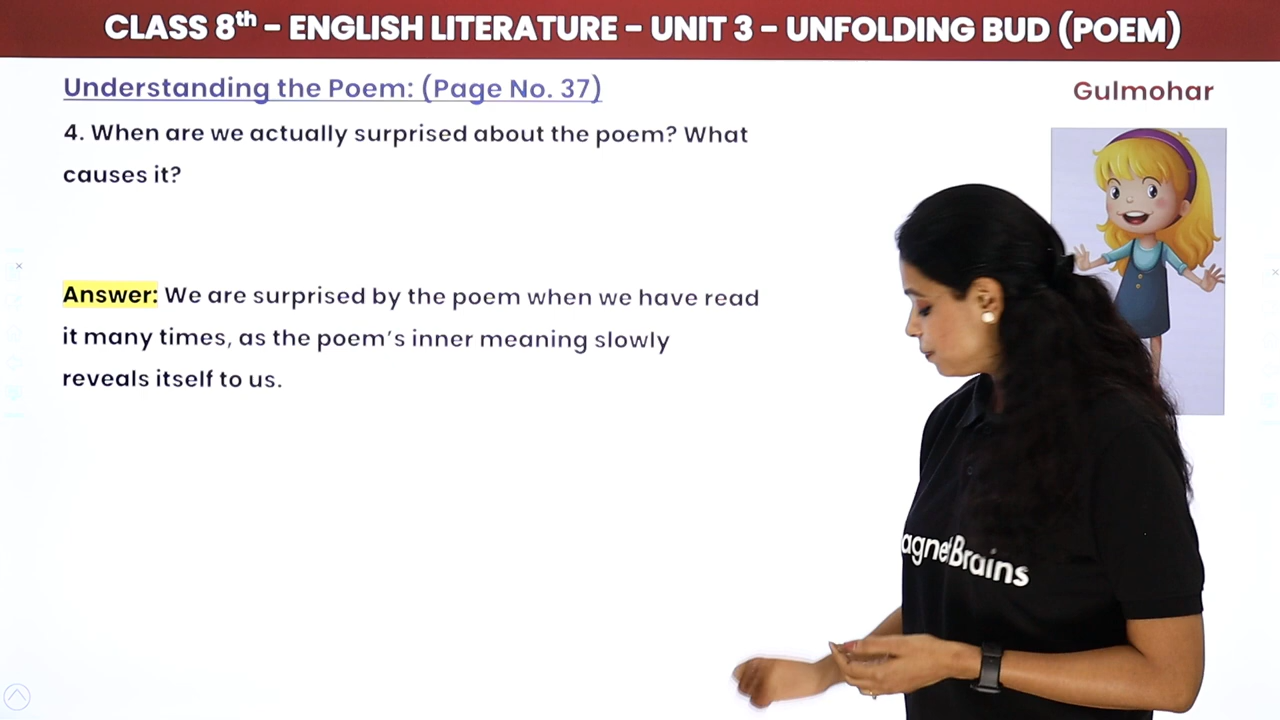 CLASS 8th – ENGLISH LITERATURE – UNIT 3 – UNFOLDING BUD (POEM)
Understanding the Poem: (Page No. 37)
Gulmohar
4. When are we actually surprised about the poem? What
causes it?
Answer: We are surprised by the poem when we have read
it many times, as the poem's inner meaning slowly
reveals itself to us.
agnet Brains